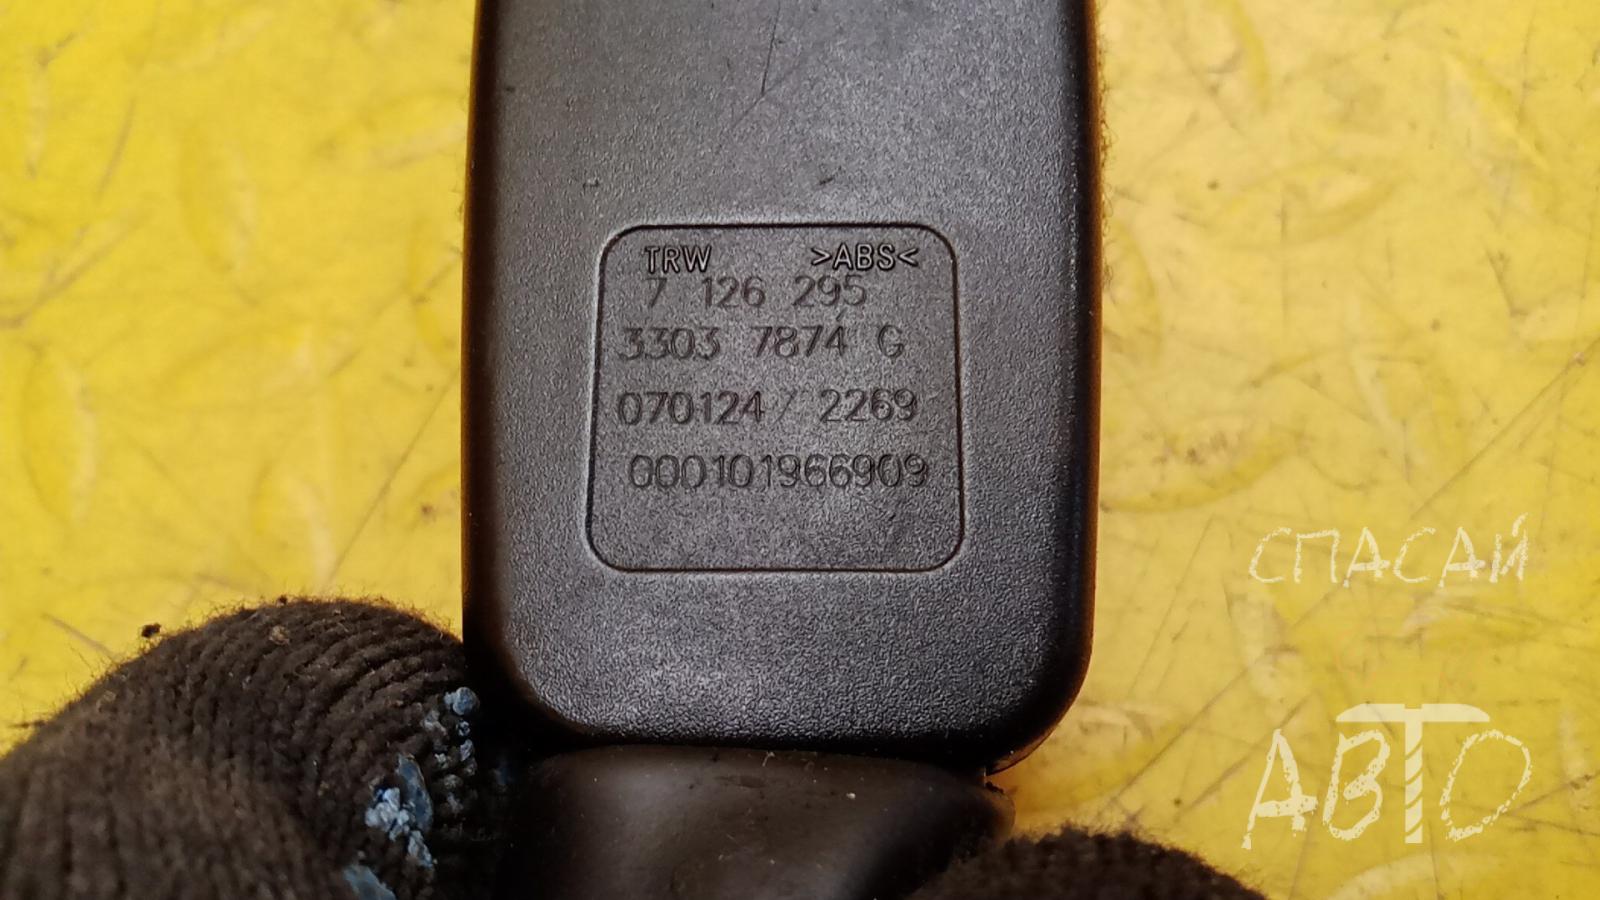 TRW >ABS<
7 126 295
3303 7874 G
070124 / 2269
000101966909
СПАСАЙ
АВТО